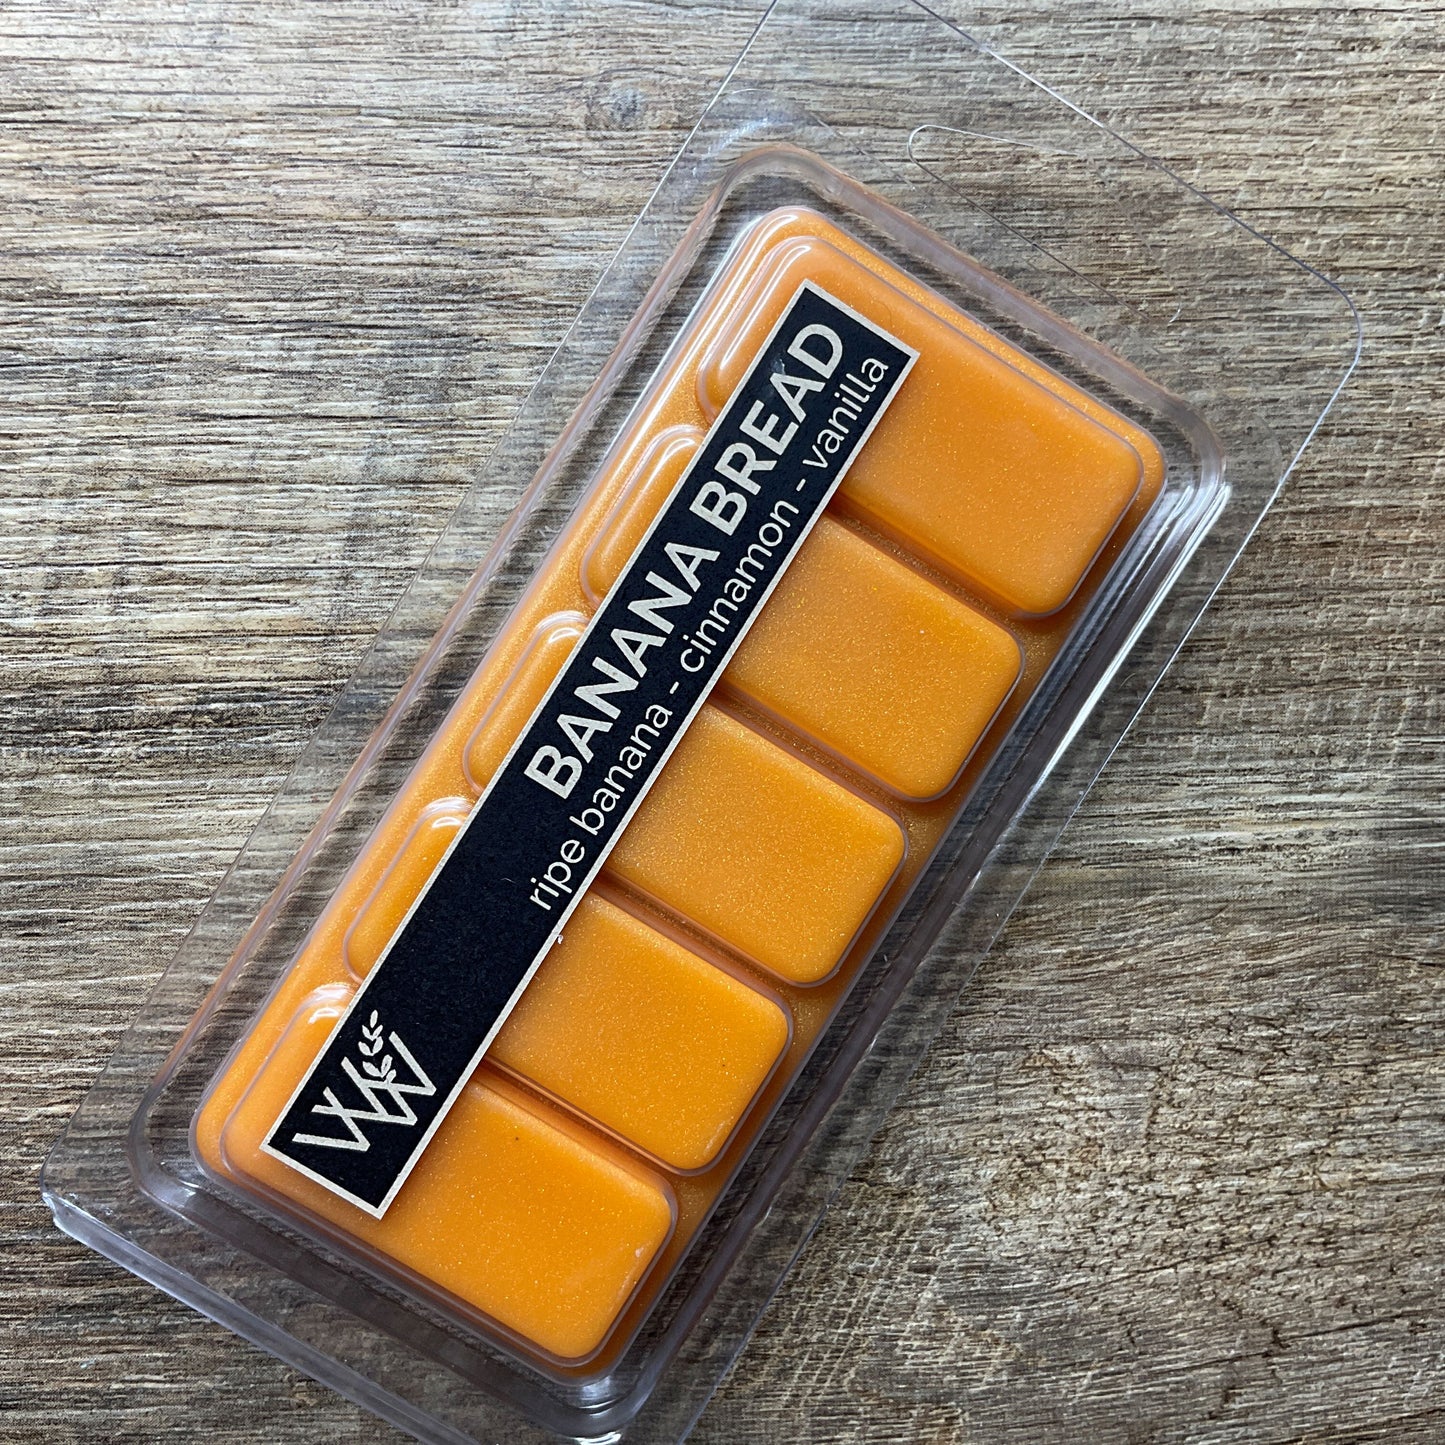 BANANA BREAD
ripe banana - cinnamon - vanilla
W